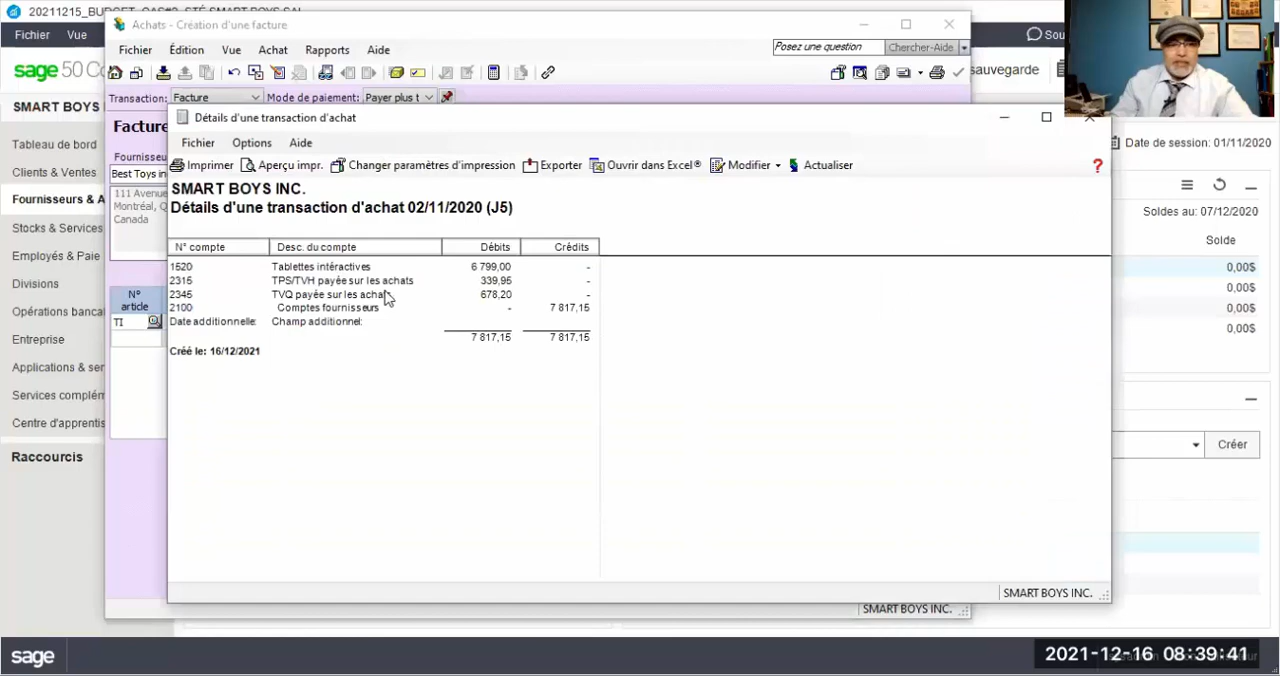 20211215_BUDGET_CAS#2_STÉ SMART BOYS.SAI
Achats - Création d'une facture
Fichier Vue
Fichier Édition Vue Achat Rapports Aide
Posez une question Chercher-Aide
sage 50
sauvegarde
Transaction: Facture Mode de paiement: Payer plus t
SMART BOYS
Facture
Détails d'une transaction d'achat
Date de session: 01/11/2020
Tableau de bord
Fichier Options Aide
Fournisseu
Imprimer Aperçu impr. Changer paramètres d'impression Exporter Ouvrir dans Excel® Modifier Actualiser ?
Clients & Ventes
Best Toys in
SMART BOYS INC.
111 Avenue
Fournisseurs & A
Montréal, Q
Détails d'une transaction d'achat 02/11/2020 (J5)
Soldes au: 07/12/2020
Canada
Stocks & Services
Solde
N° compte Desc. du compte Débits Crédits
Employés & Paie
1520 Tablettes intéractives 6 799,00 -
0,00$
2315 TPS/TVH payée sur les achats 339,95 -
Divisions
2345 TVQ payée sur les achats 678,20 -
0,00$
N° article
2100 Comptes fournisseurs - 7 817,15
0,00$
Opérations bancai
TI
Date additionnelle: Champ additionnel:
0,00$
7 817,15 7 817,15
Entreprise
Créé le: 16/12/2021
Applications & ser
Services complém
Centre d'apprentis
Créer
Raccourcis
SMART BOYS INC.
SMART BOYS INC.
sage
2021-12-16 08:39:41